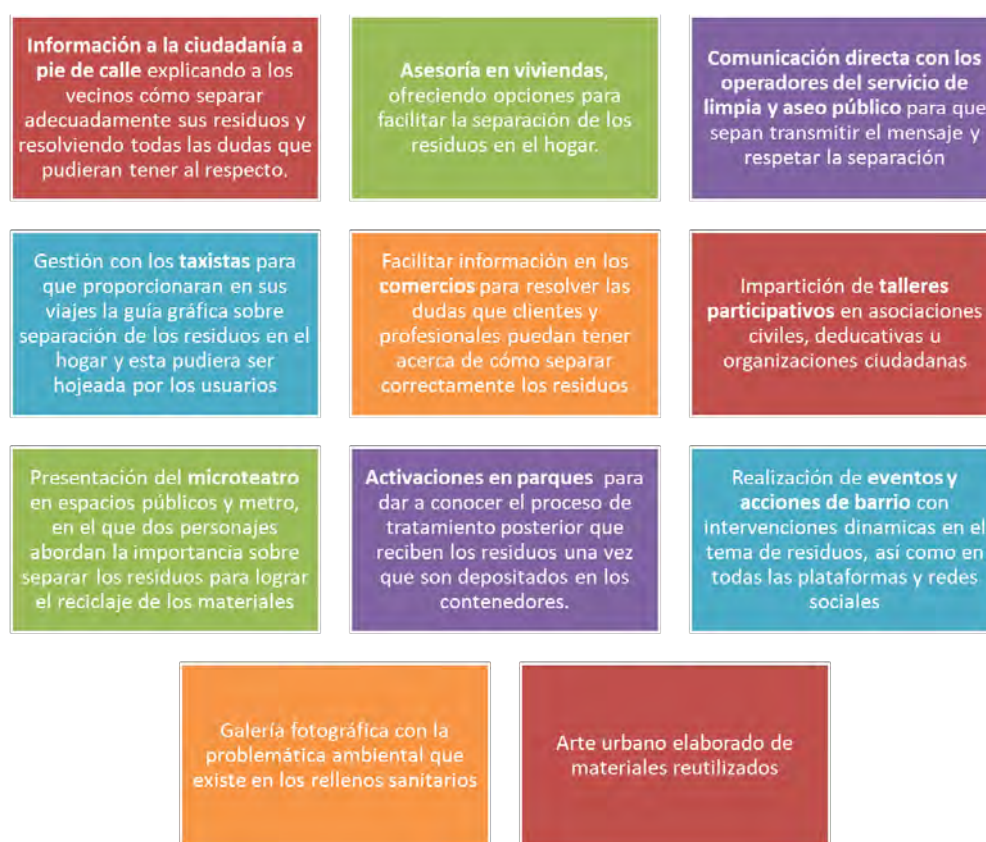 Información a la ciudadanía a
pie de calle explicando a los
vecinos cómo separar
adecuadamente sus residuos y
resolviendo todas las dudas que
pudieran tener al respecto.
Asesoría en viviendas,
ofreciendo opciones para
facilitar la separación de los
residuos en el hogar.
Comunicación directa con los
operadores del servicio de
limpia y aseo público para que
sepan transmitir el mensaje y
respetar la separación
Gestión con los taxistas para
que proporcionaran en sus
viajes la guía gráfica sobre
separación de los residuos en el
hogar y esta pudiera ser
hojeada por los usuarios
Facilitar información en los
comercios para resolver las
dudas que clientes y
profesionales puedan tener
acerca de cómo separar
correctamente los residuos
Impartición de talleres
participativos en asociaciones
civiles, deducativas u
organizaciones ciudadanas
Presentación del microteatro
en espacios públicos y metro,
en el que dos personajes
abordan la importancia sobre
separar los residuos para lograr
el reciclaje de los materiales
Activaciones en parques para
dar a conocer el proceso de
tratamiento posterior que
reciben los residuos una vez
que son depositados en los
contenedores.
Realización de eventos y
acciones de barrio con
intervenciones dinamicas en el
tema de residuos, así como en
todas las plataformas y redes
sociales
Galería fotográfica con la
problemática ambiental que
existe en los rellenos sanitarios
Arte urbano elaborado de
materiales reutilizados